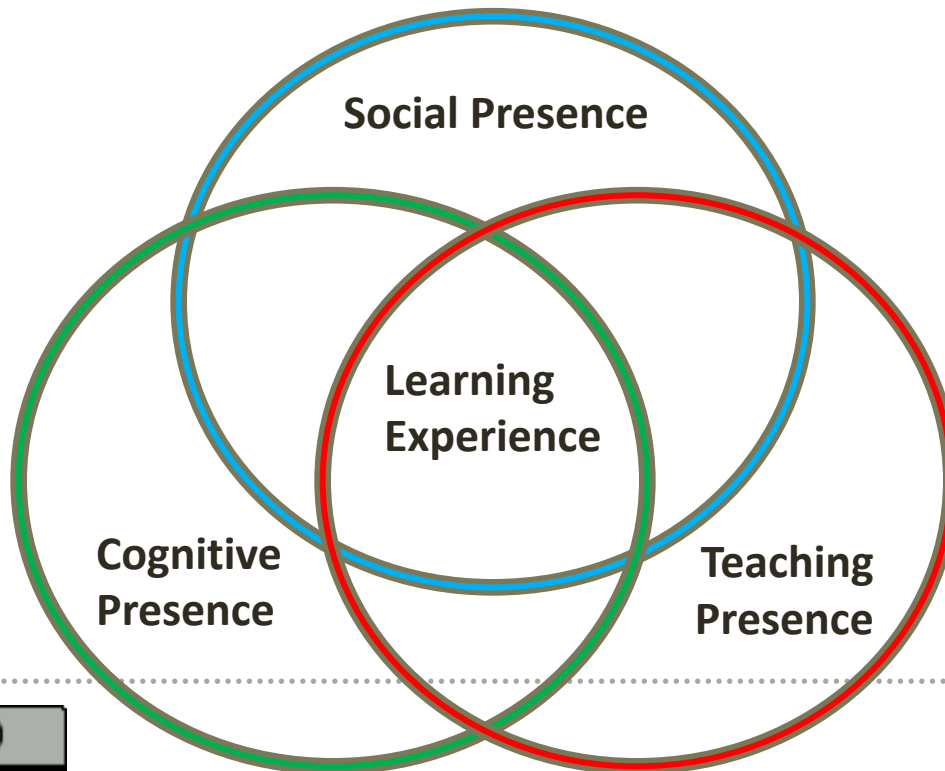 Social Presence
Learning
Experience
Cognitive
Presence
Teaching
Presence